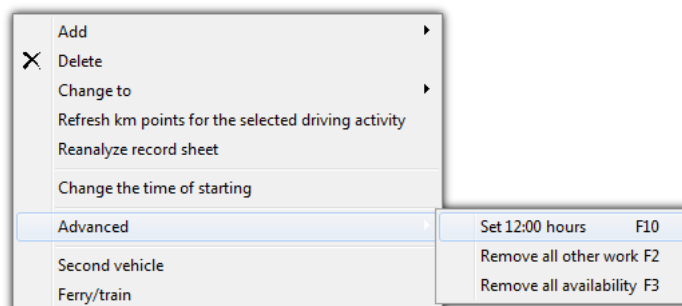 Add
Delete
Change to
Refresh km points for the selected driving activity
Reanalyze record sheet
Change the time of starting
Advanced
Set 12:00 hours F10
Remove all other work F2
Remove all availability F3
Second vehicle
Ferry/train